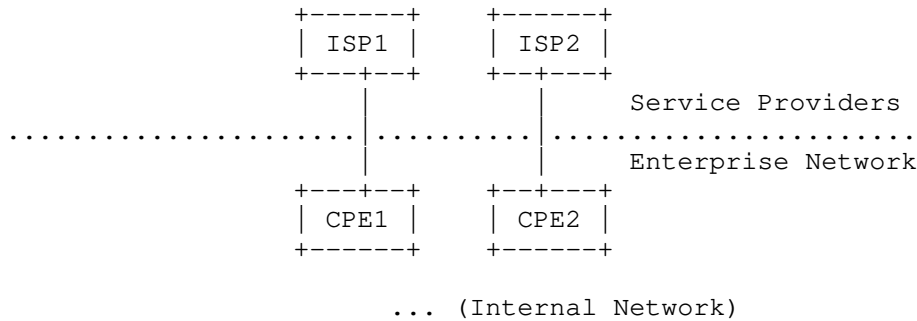 ISP1 ISP2
Service Providers
Enterprise Network
CPE1 CPE2
... (Internal Network)